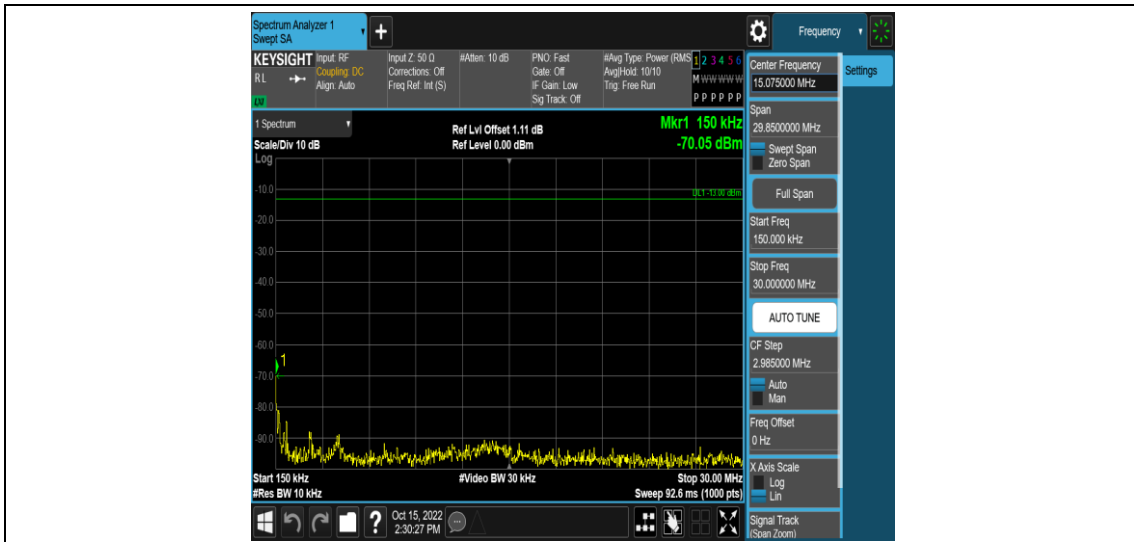 Spectrum Analyzer 1
Swept SA
+
Frequency
KEYSIGHT
RL
Input: RF
Coupling: DC
Align: Auto
Input Z: 50 Ω
Corrections: Off
Freq Ref: Int (S)
#Atten: 10 dB
PNO: Fast
Gate: Off
IF Gain: Low
Sig Track: Off
#Avg Type: Power (RMS
Avg|Hold: 10/10
Trig: Free Run
1 2 3 4 5 6
M W W W W W
P P P P P P
LXI
1 Spectrum
Scale/Div 10 dB
Log
Ref Lvl Offset 1.11 dB
Ref Level 0.00 dBm
Mkr1 150 kHz
-70.05 dBm
DL1 -13.00 dBm
-10.0
-20.0
-30.0
-40.0
-50.0
-60.0
1
-70.0
-80.0
-90.0
Start 150 kHz
#Video BW 30 kHz
Stop 30.00 MHz
#Res BW 10 kHz
Sweep 92.6 ms (1000 pts)
Center Frequency
15.075000 MHz
Settings
Span
29.8500000 MHz
Swept Span
Zero Span
Full Span
Start Freq
150.000 kHz
Stop Freq
30.000000 MHz
AUTO TUNE
CF Step
2.985000 MHz
Auto
Man
Freq Offset
0 Hz
X Axis Scale
Log
Lin
Signal Track
(Span Zoom)
?
Oct 15, 2022
2:30:27 PM